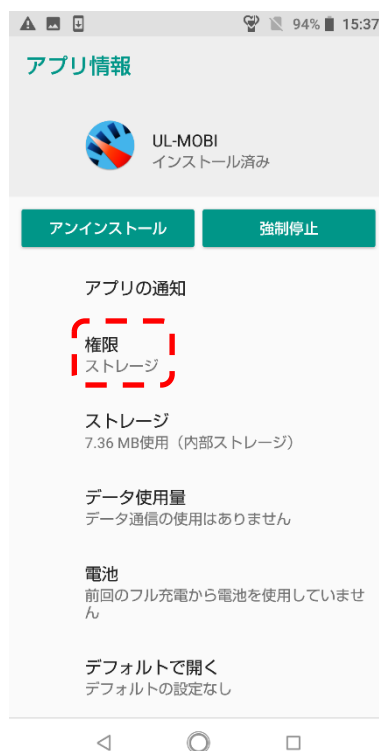 94% 15:37
アプリ情報
UL-MOBI
インストール済み
アンインストール 強制停止
アプリの通知
権限
ストレージ
ストレージ
7.36 MB使用（内部ストレージ）
データ使用量
データ通信の使用はありません
電池
前回のフル充電から電池を使用していませ
ん
デフォルトで開く
デフォルトの設定なし